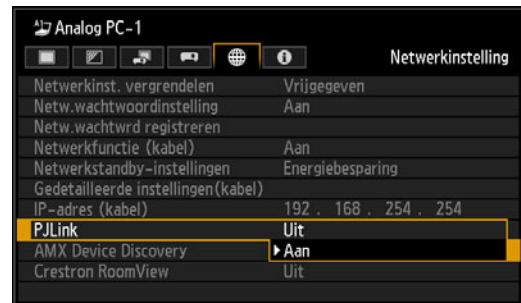 Analog PC-1
Netwerkinstelling
Netwerkinst. vergrendelen Vrijgegeven
Netw.wachtwoordinstelling Aan
Netw.wachtwrd registreren
Netwerkfunctie (kabel) Aan
Netwerkstandby-instellingen Energiebesparing
Gedetailleerde instellingen(kabel)
IP-adres (kabel) 192 . 168 . 254 . 254
PJLink Uit
AMX Device Discovery Aan
Crestron RoomView Uit